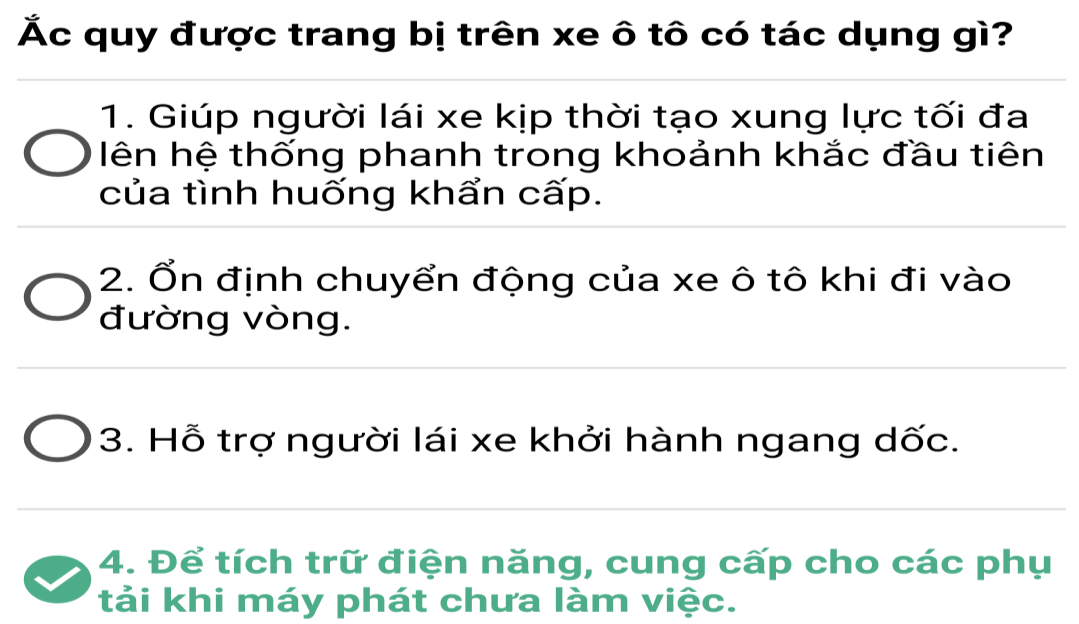 Ắc quy được trang bị trên xe ô tô có tác dụng gì?
1. Giúp người lái xe kịp thời tạo xung lực tối đa
lên hệ thống phanh trong khoảnh khắc đầu tiên
của tình huống khẩn cấp.
2. Ổn định chuyển động của xe ô tô khi đi vào
đường vòng.
3. Hỗ trợ người lái xe khởi hành ngang dốc.
4. Để tích trữ điện năng, cung cấp cho các phụ
tải khi máy phát chưa làm việc.